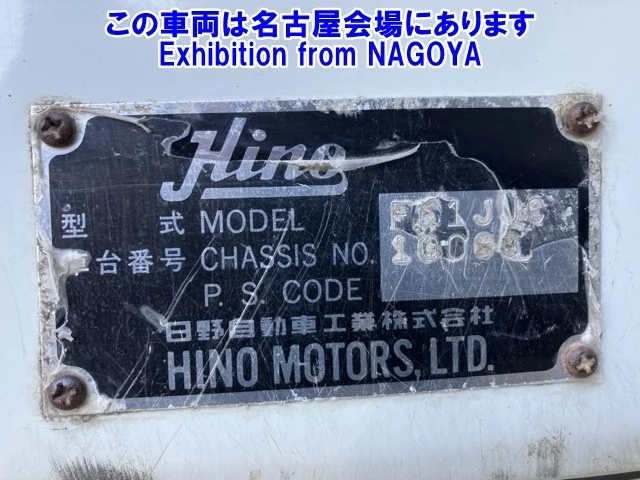 この車両は名古屋会場にあります
Exhibition from NAGOYA
Hino
型 式 MODEL
台番号 CHASSIS NO.
P. S. CODE
日野自動車工業株式会社
HINO MOTORS, LTD.